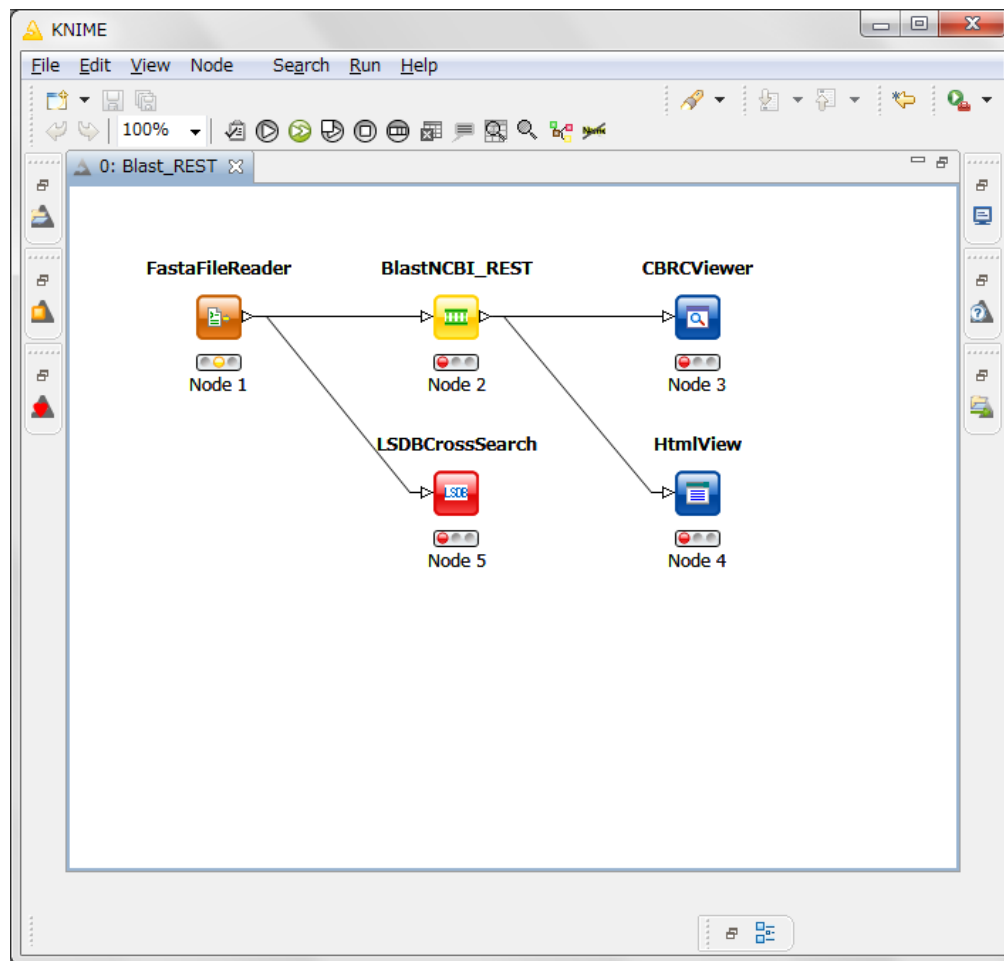 KNIME
File Edit View Node Search Run Help
100%
0: Blast_REST
FastaFileReader BlastNCBI_REST CBRCViewer
Node 1 Node 2 Node 3
LSDBCrossSearch HtmlView
LSDB
Node 5 Node 4